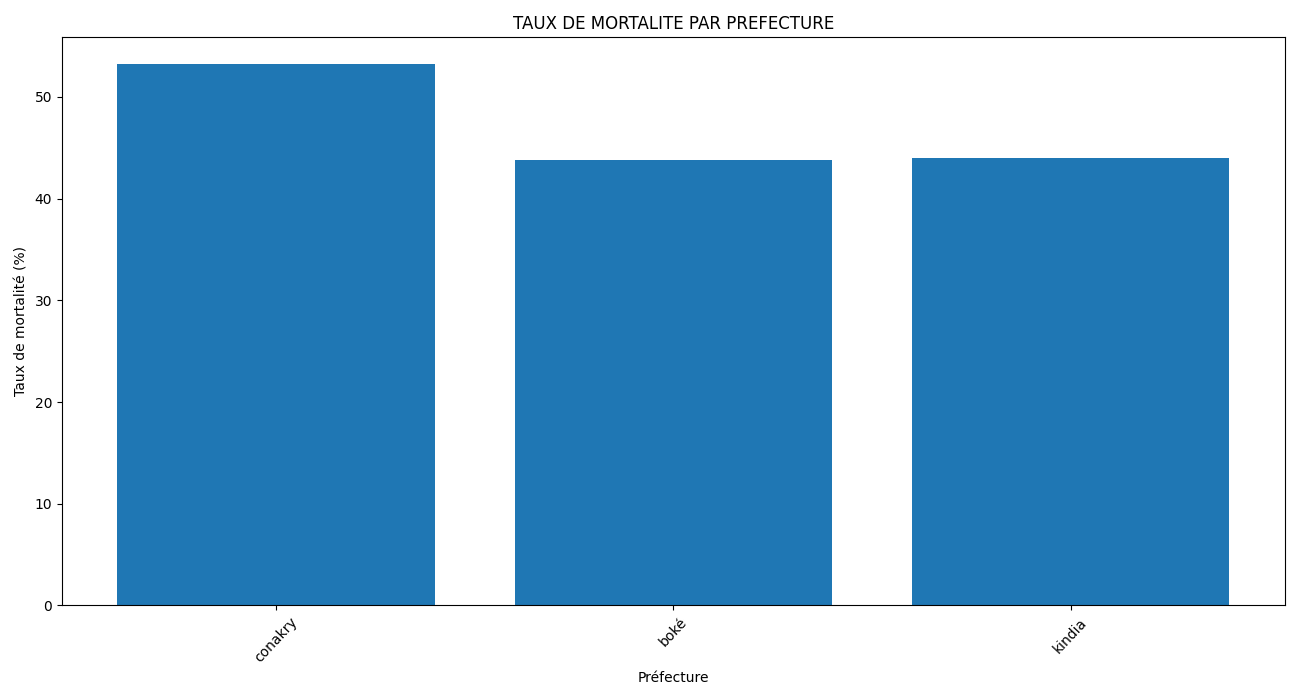 TAUX DE MORTALITE PAR PREFECTURE
Taux de mortalité (%)
50
40
30
20
10
0
conakry
boké
kindia
Préfecture